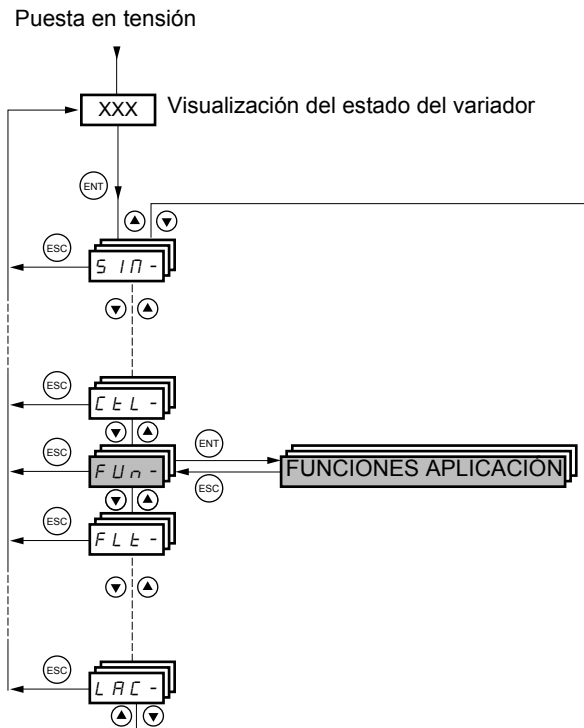 Puesta en tensión
XXX
Visualización del estado del variador
ENT
ESC
SIM-
ESC
CtL-
ESC
ENT
FUn-
FUNCIONES APLICACIÓN
ESC
ESC
FLt-
ESC
LAC-